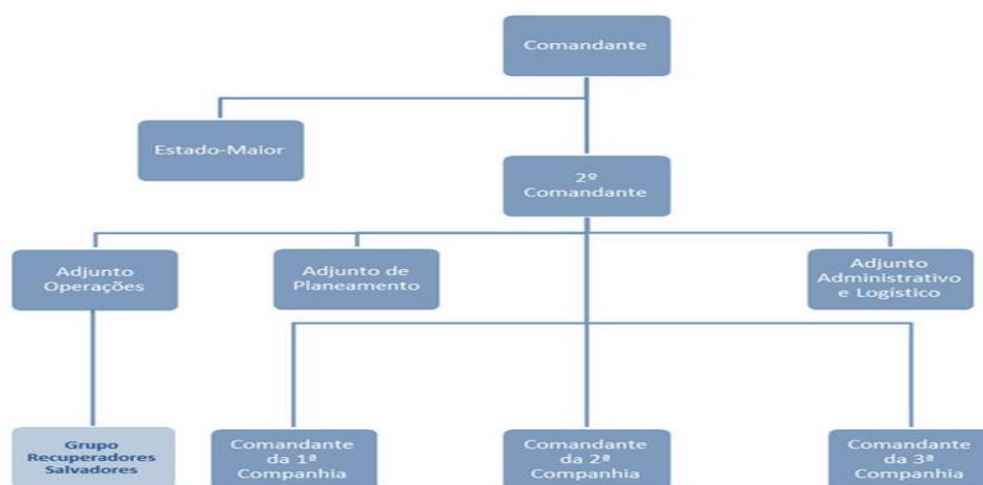 Comandante
Estado-Maior
2º
Comandante
Adjunto
Operações
Adjunto de
Planeamento
Adjunto
Administrativo
e Logístico
Grupo
Recuperadores
Salvadores
Comandante
da 1ª
Companhia
Comandante
da 2ª
Companhia
Comandante
da 3ª
Companhia